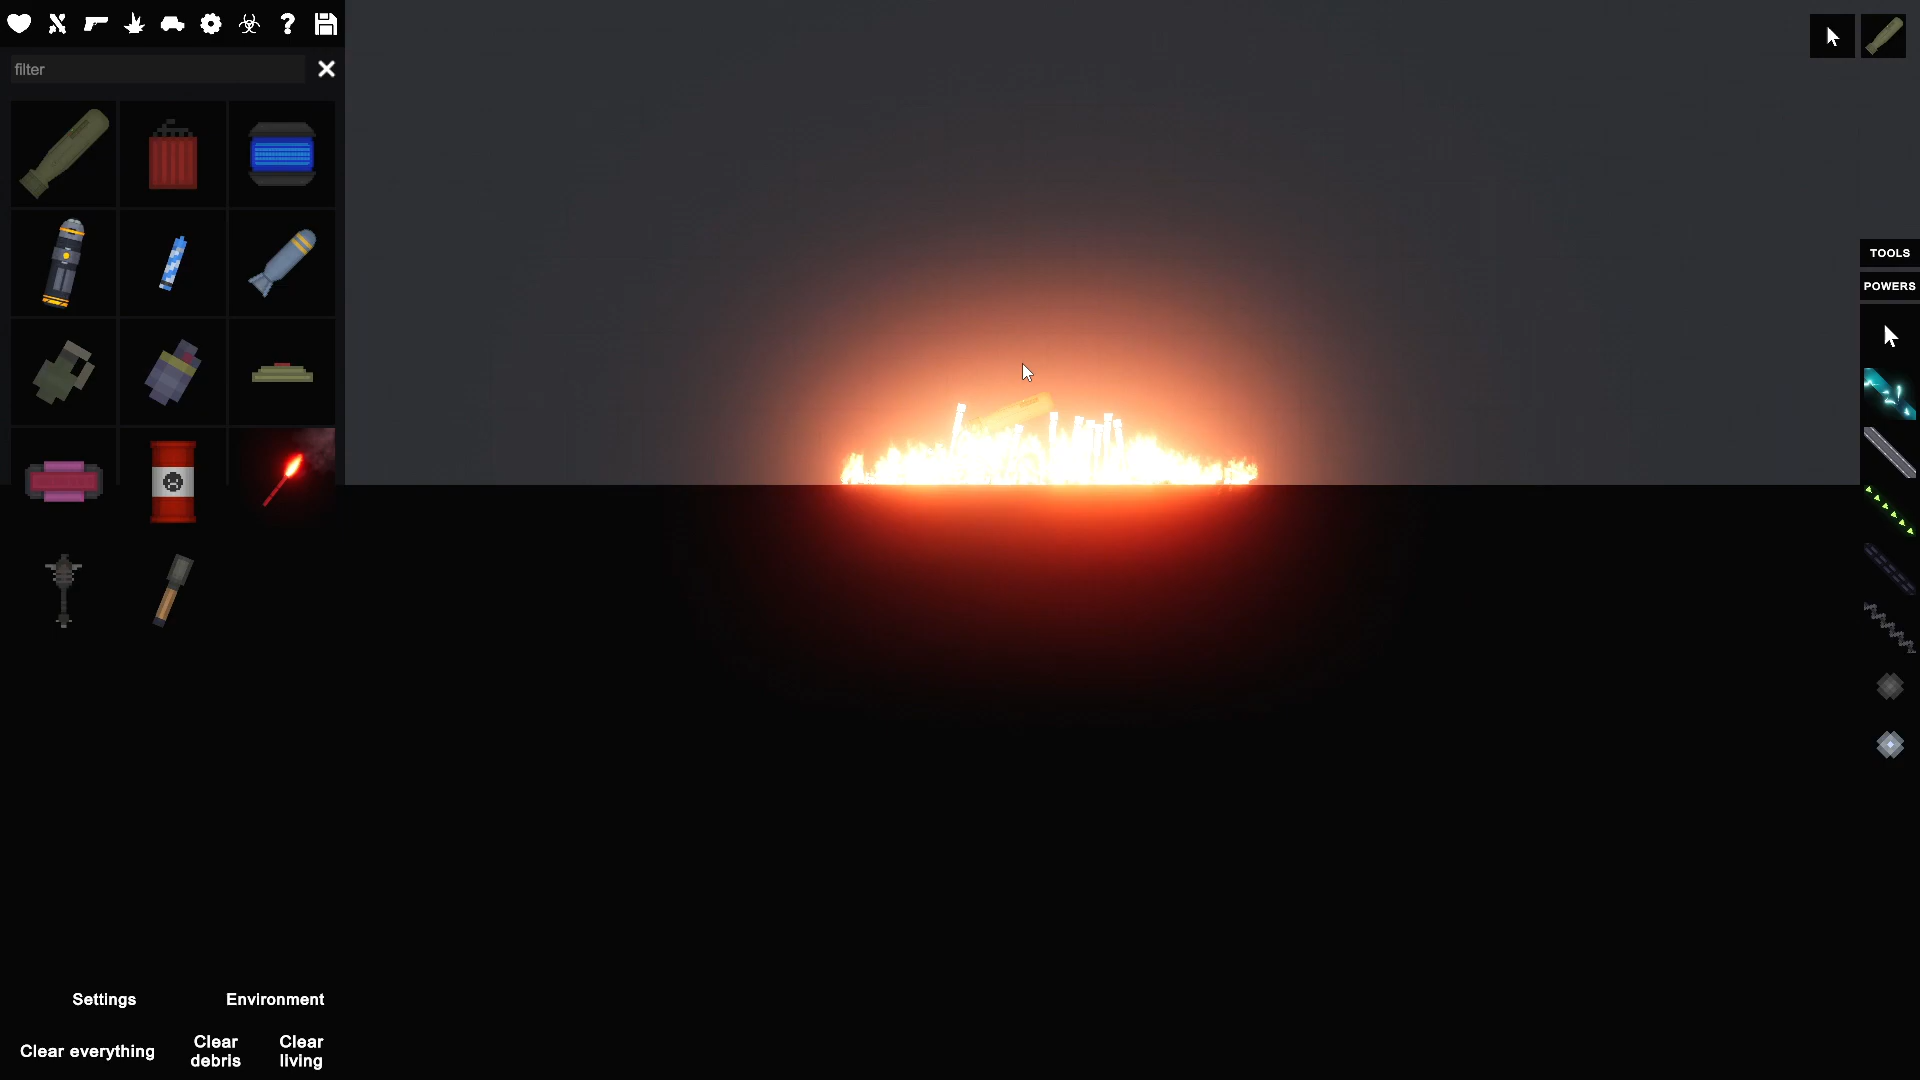 filter
TOOLS
POWERS
Settings
Environment
Clear everything
Clear
debris
Clear
living